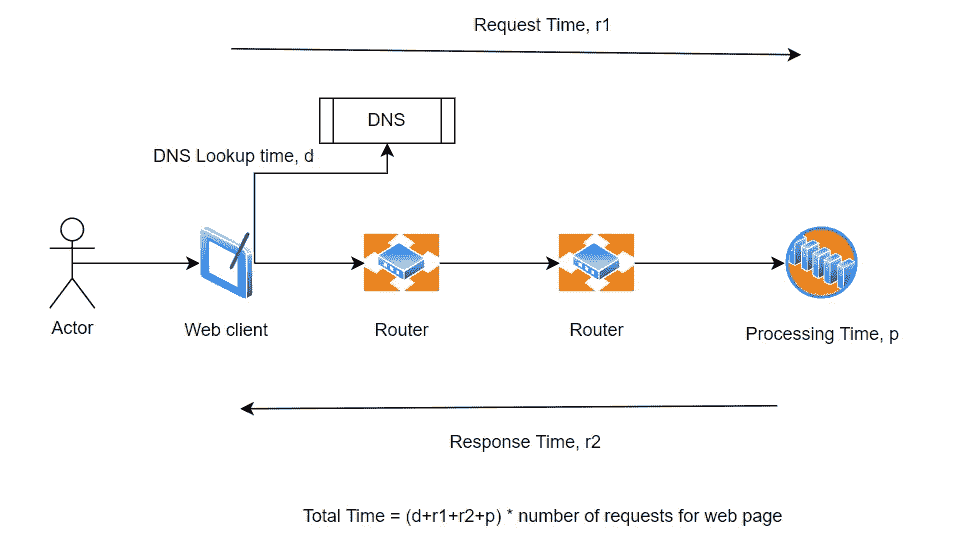 Request Time, r1
DNS
DNS Lookup time, d
Actor
Web client
Router
Router
Processing Time, p
Response Time, r2
Total Time = (d+r1+r2+p) * number of requests for web page